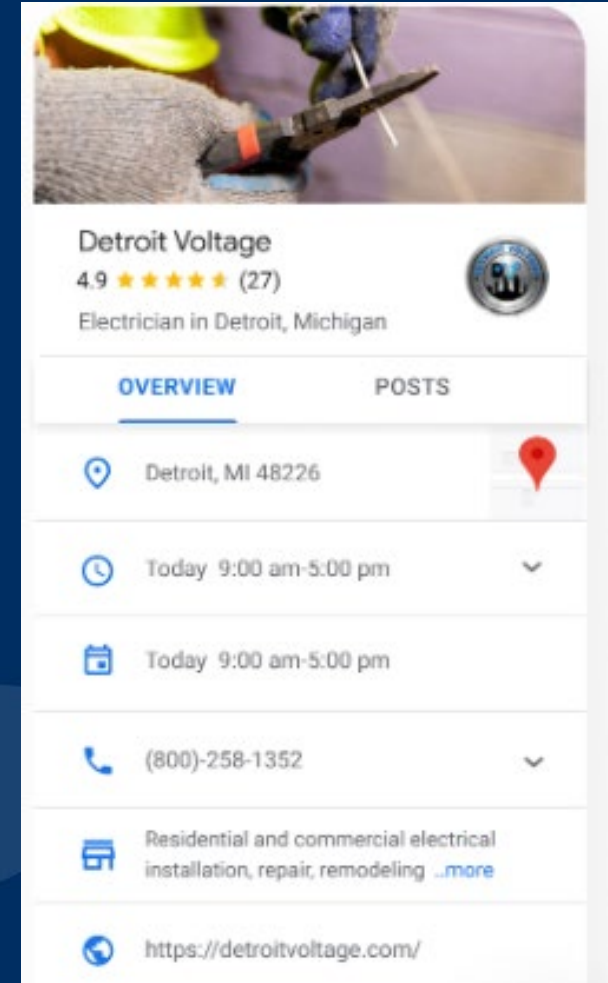 Detroit Voltage
4.9 ★★★★★ (27)
Electrician in Detroit, Michigan
OVERVIEW POSTS
Detroit, MI 48226
Today 9:00 am-5:00 pm
Today 9:00 am-5:00 pm
(800)-258-1352
Residential and commercial electrical
installation, repair, remodeling ...more
https://detroitvoltage.com/